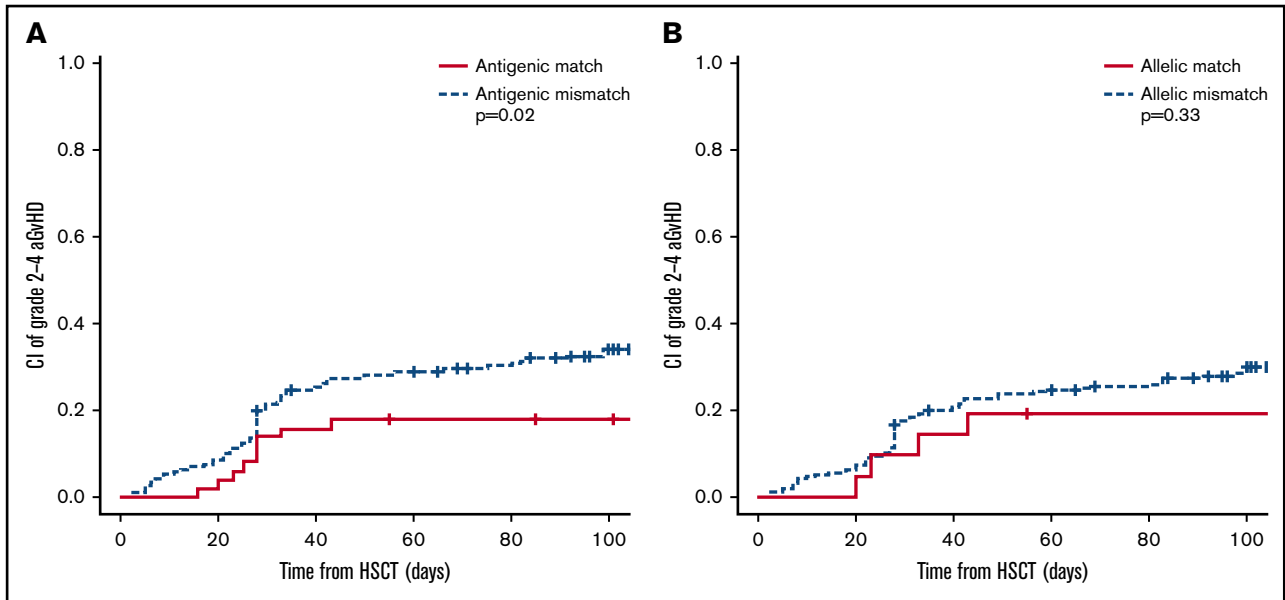 A
Antigenic match
Antigenic mismatch
p=0.02
1.0
0.8
0.6
0.4
0.2
0.0
CI of grade 2–4 aGvHD
0 20 40 60 80 100
Time from HSCT (days)
B
Allelic match
Allelic mismatch
p=0.33
1.0
0.8
0.6
0.4
0.2
0.0
CI of grade 2–4 aGvHD
0 20 40 60 80 100
Time from HSCT (days)